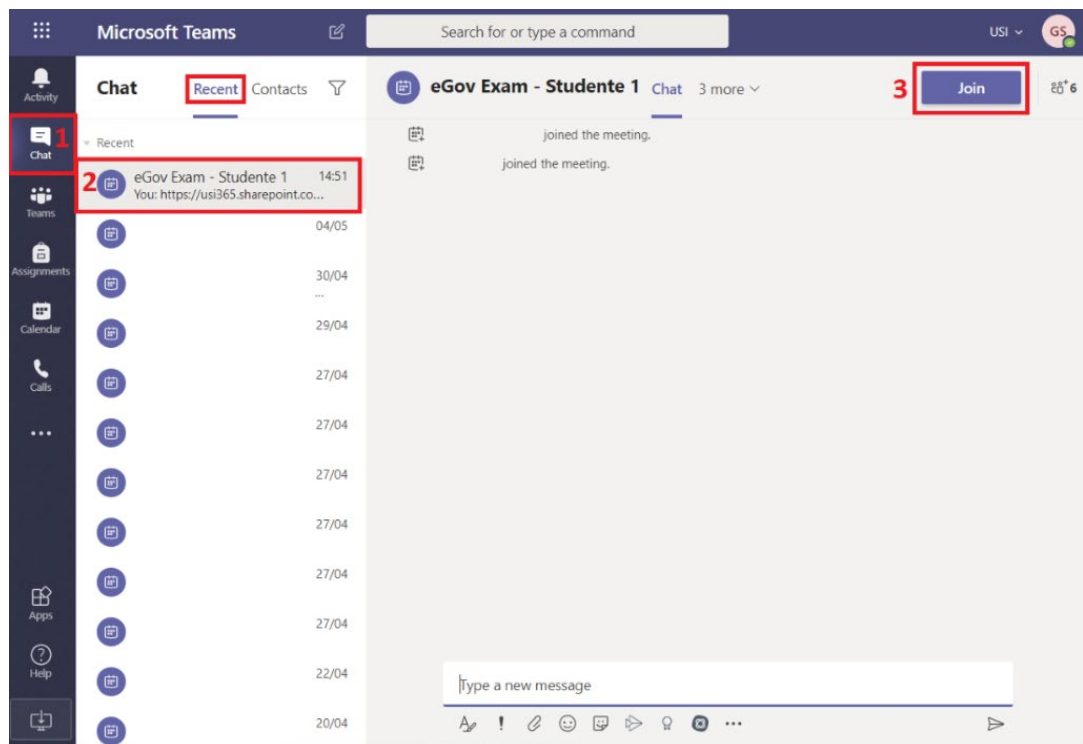 Microsoft Teams
Search for or type a command
USI
GS
Activity
1
Chat
Teams
Assignments
Calendar
Calls
...
Apps
Help
Chat
Recent
Contacts
Recent
2
eGov Exam - Studente 1
14:51
You: https://usi365.sharepoint.co...
04/05
30/04
...
29/04
27/04
27/04
27/04
27/04
27/04
27/04
22/04
20/04
eGov Exam - Studente 1
Chat
3 more
3
Join
6
joined the meeting.
joined the meeting.
Type a new message